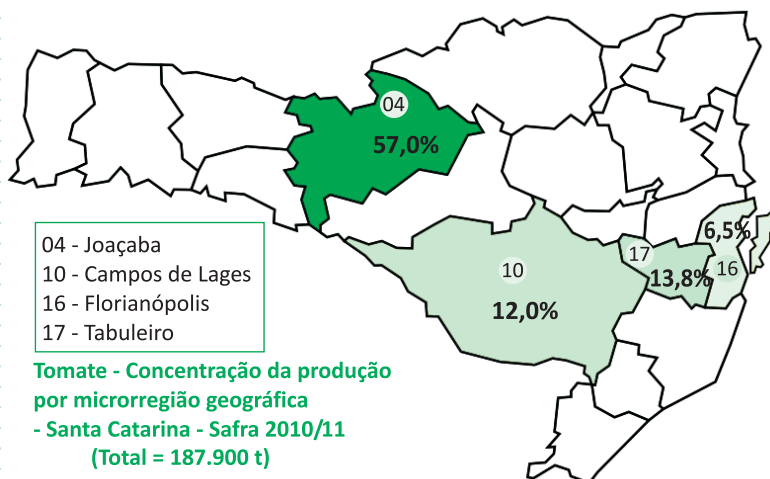 04
57,0%
6,5%
17
16
10
13,8%
12,0%
04 - Joaçaba
10 - Campos de Lages
16 - Florianópolis
17 - Tabuleiro
Tomate - Concentração da produção
por microrregião geográfica
- Santa Catarina - Safra 2010/11
(Total = 187.900 t)